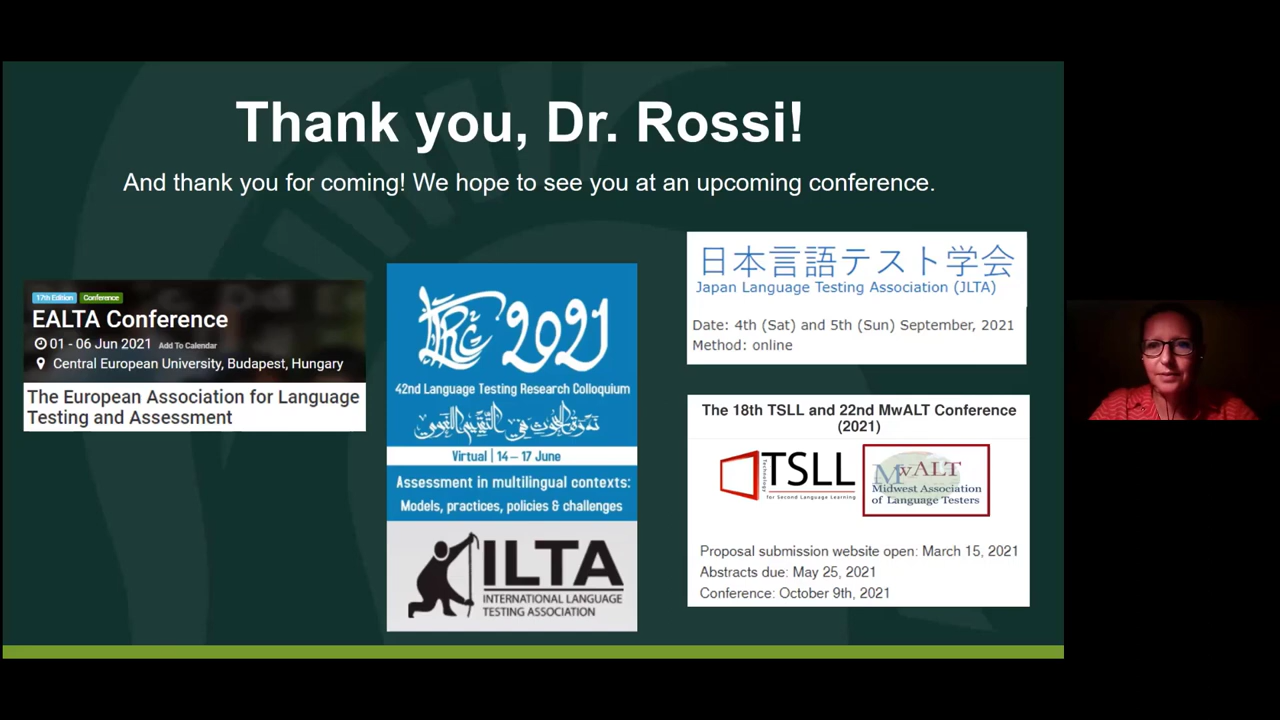 Thank you, Dr. Rossi!
And thank you for coming! We hope to see you at an upcoming conference.
17th Edition Conference
EALTA Conference
01 - 06 Jun 2021 Add To Calendar
Central European University, Budapest, Hungary
The European Association for Language
Testing and Assessment
LTRC 2021
42nd Language Testing Research Colloquium
Virtual | 14 – 17 June
Assessment in multilingual contexts:
Models, practices, policies & challenges
ILTA
INTERNATIONAL LANGUAGE
TESTING ASSOCIATION
日本言語テスト学会
Japan Language Testing Association (JLTA)
Date: 4th (Sat) and 5th (Sun) September, 2021
Method: online
The 18th TSLL and 22nd MwALT Conference
(2021)
Technology
TSLL
for Second Language Learning
MwALT
Midwest Association
of Language Testers
Proposal submission website open: March 15, 2021
Abstracts due: May 25, 2021
Conference: October 9th, 2021